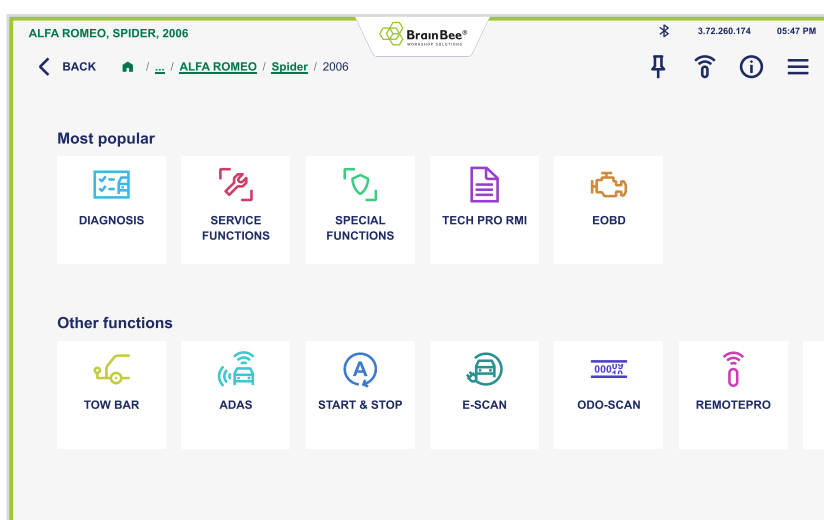 ALFA ROMEO, SPIDER, 2006
BrainBee®
WORKSHOP SOLUTIONS
3.72.260.174 05:47 PM
BACK / ... / ALFA ROMEO / Spider / 2006
Most popular
DIAGNOSIS
SERVICE
FUNCTIONS
SPECIAL
FUNCTIONS
TECH PRO RMI
EOBD
Other functions
TOW BAR
A
ADAS
START & STOP
E-SCAN
ODO-SCAN
REMOTEPRO